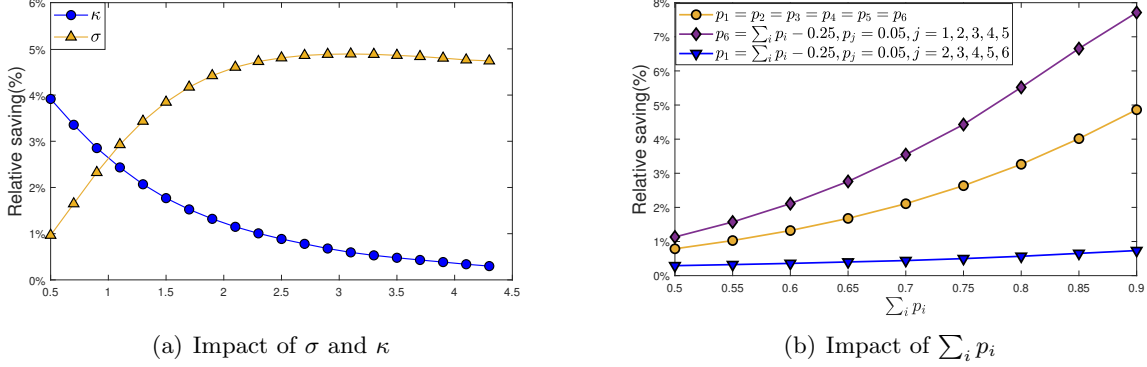 κ
σ
Relative saving(%)
6%
5%
4%
3%
2%
1%
0%
0.5 1 1.5 2 2.5 3 3.5 4 4.5
(a) Impact of σ and κ
p₁ = p₂ = p₃ = p₄ = p₅ = p₆
p₆ = ∑ᵢ pᵢ − 0.25, pⱼ = 0.05, j = 1, 2, 3, 4, 5
p₁ = ∑ᵢ pᵢ − 0.25, pⱼ = 0.05, j = 2, 3, 4, 5, 6
Relative saving(%)
8%
7%
6%
5%
4%
3%
2%
1%
0%
0.5 0.55 0.6 0.65 0.7 0.75 0.8 0.85 0.9
∑ᵢ pᵢ
(b) Impact of ∑ᵢ pᵢ